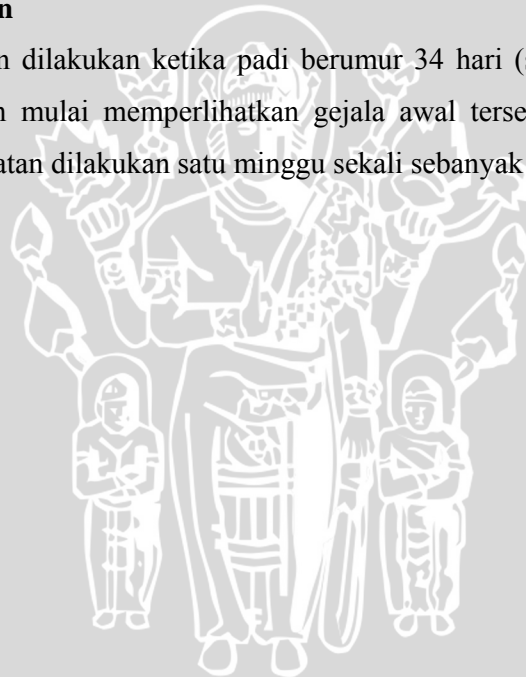 n
n dilakukan ketika padi berumur 34 hari (
n mulai memperlihatkan gejala awal terse
atan dilakukan satu minggu sekali sebanyak